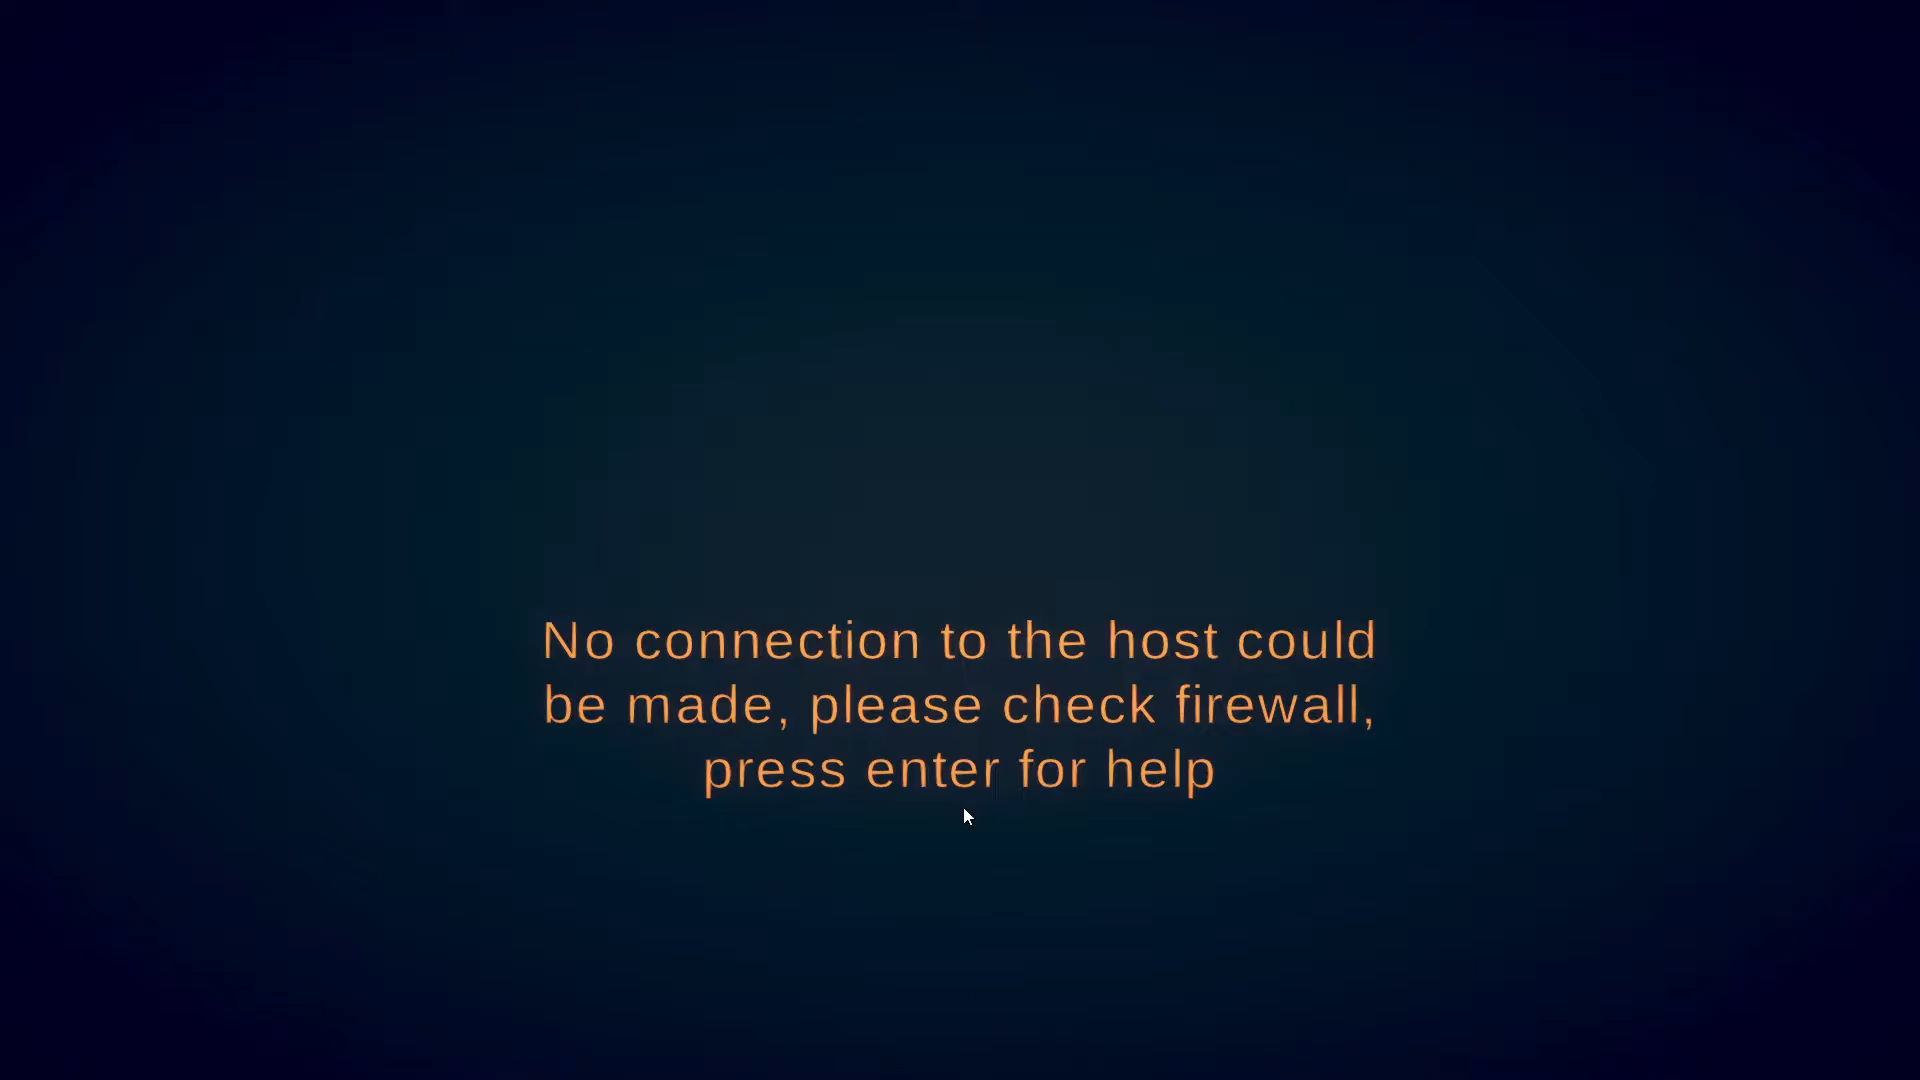 No connection to the host could
be made, please check firewall,
press enter for help